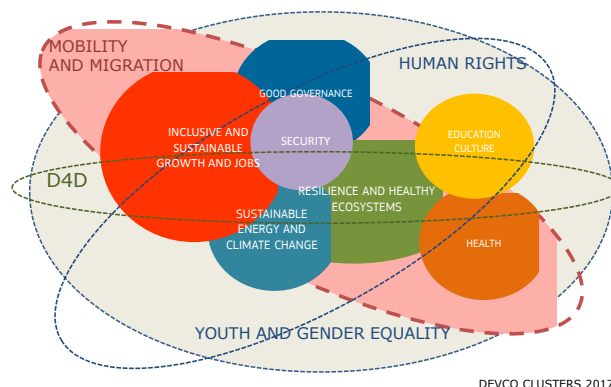 MOBILITY
AND MIGRATION
HUMAN RIGHTS
GOOD GOVERNANCE
INCLUSIVE AND
SUSTAINABLE
GROWTH AND JOBS
SECURITY
EDUCATION
CULTURE
D4D
RESILIENCE AND HEALTHY
ECOSYSTEMS
SUSTAINABLE
ENERGY AND
CLIMATE CHANGE
HEALTH
YOUTH AND GENDER EQUALITY
DEVCO CLUSTERS 2017